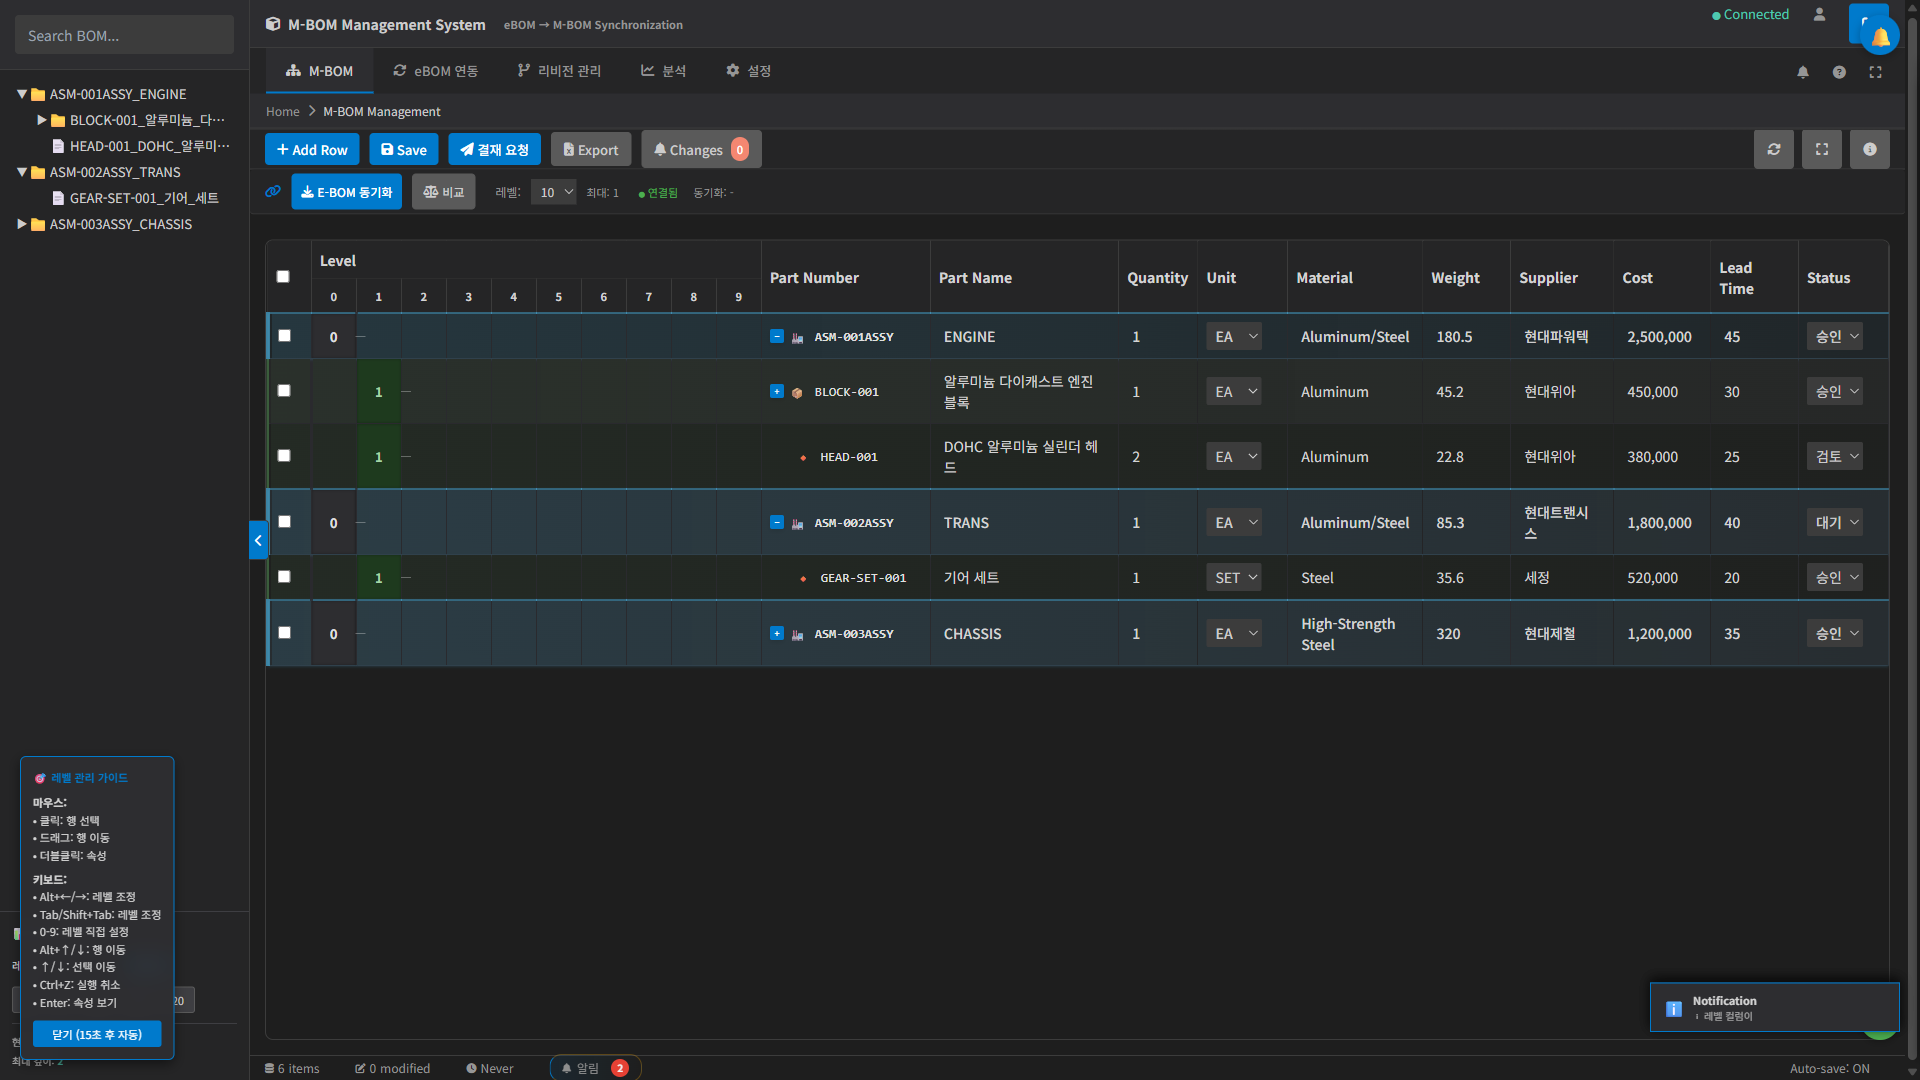 Search BOM...
ASM-001ASSY_ENGINE
BLOCK-001_알루미늄_다···
HEAD-001_DOHC_알루미···
ASM-002ASSY_TRANS
GEAR-SET-001_기어_세트
ASM-003ASSY_CHASSIS
M-BOM Management System
eBOM → M-BOM Synchronization
Connected
M-BOM
eBOM 연동
리비전 관리
분석
설정
Home
M-BOM Management
Add Row
Save
결재 요청
Export
Changes 0
E-BOM 동기화
비교
레벨: 10
최대: 1
연결됨
동기화: -
Level
0 1 2 3 4 5 6 7 8 9
Part Number
Part Name
Quantity
Unit
Material
Weight
Supplier
Cost
Lead
Time
Status
0 ASM-001ASSY ENGINE 1 EA Aluminum/Steel 180.5 현대파워텍 2,500,000 45 승인
1 BLOCK-001 알루미늄 다이캐스트 엔진
블록 1 EA Aluminum 45.2 현대위아 450,000 30 승인
1 HEAD-001 DOHC 알루미늄 실린더 헤
드 2 EA Aluminum 22.8 현대위아 380,000 25 검토
0 ASM-002ASSY TRANS 1 EA Aluminum/Steel 85.3 현대트랜시
스 1,800,000 40 대기
1 GEAR-SET-001 기어 세트 1 SET Steel 35.6 세정 520,000 20 승인
0 ASM-003ASSY CHASSIS 1 EA High-Strength
Steel 320 현대제철 1,200,000 35 승인
레벨 관리 가이드
마우스:
• 클릭: 행 선택
• 드래그: 행 이동
• 더블클릭: 속성
키보드:
• Alt+←/→: 레벨 조정
• Tab/Shift+Tab: 레벨 조정
• 0-9: 레벨 직접 설정
• Alt+↑/↓: 행 이동
• ↑/↓: 선택 이동
• Ctrl+Z: 실행 취소
• Enter: 속성 보기
닫기 (15초 후 자동)
20
최대 깊이: 2
Notification
레벨 컬럼이
6 items
0 modified
Never
알림 2
Auto-save: ON